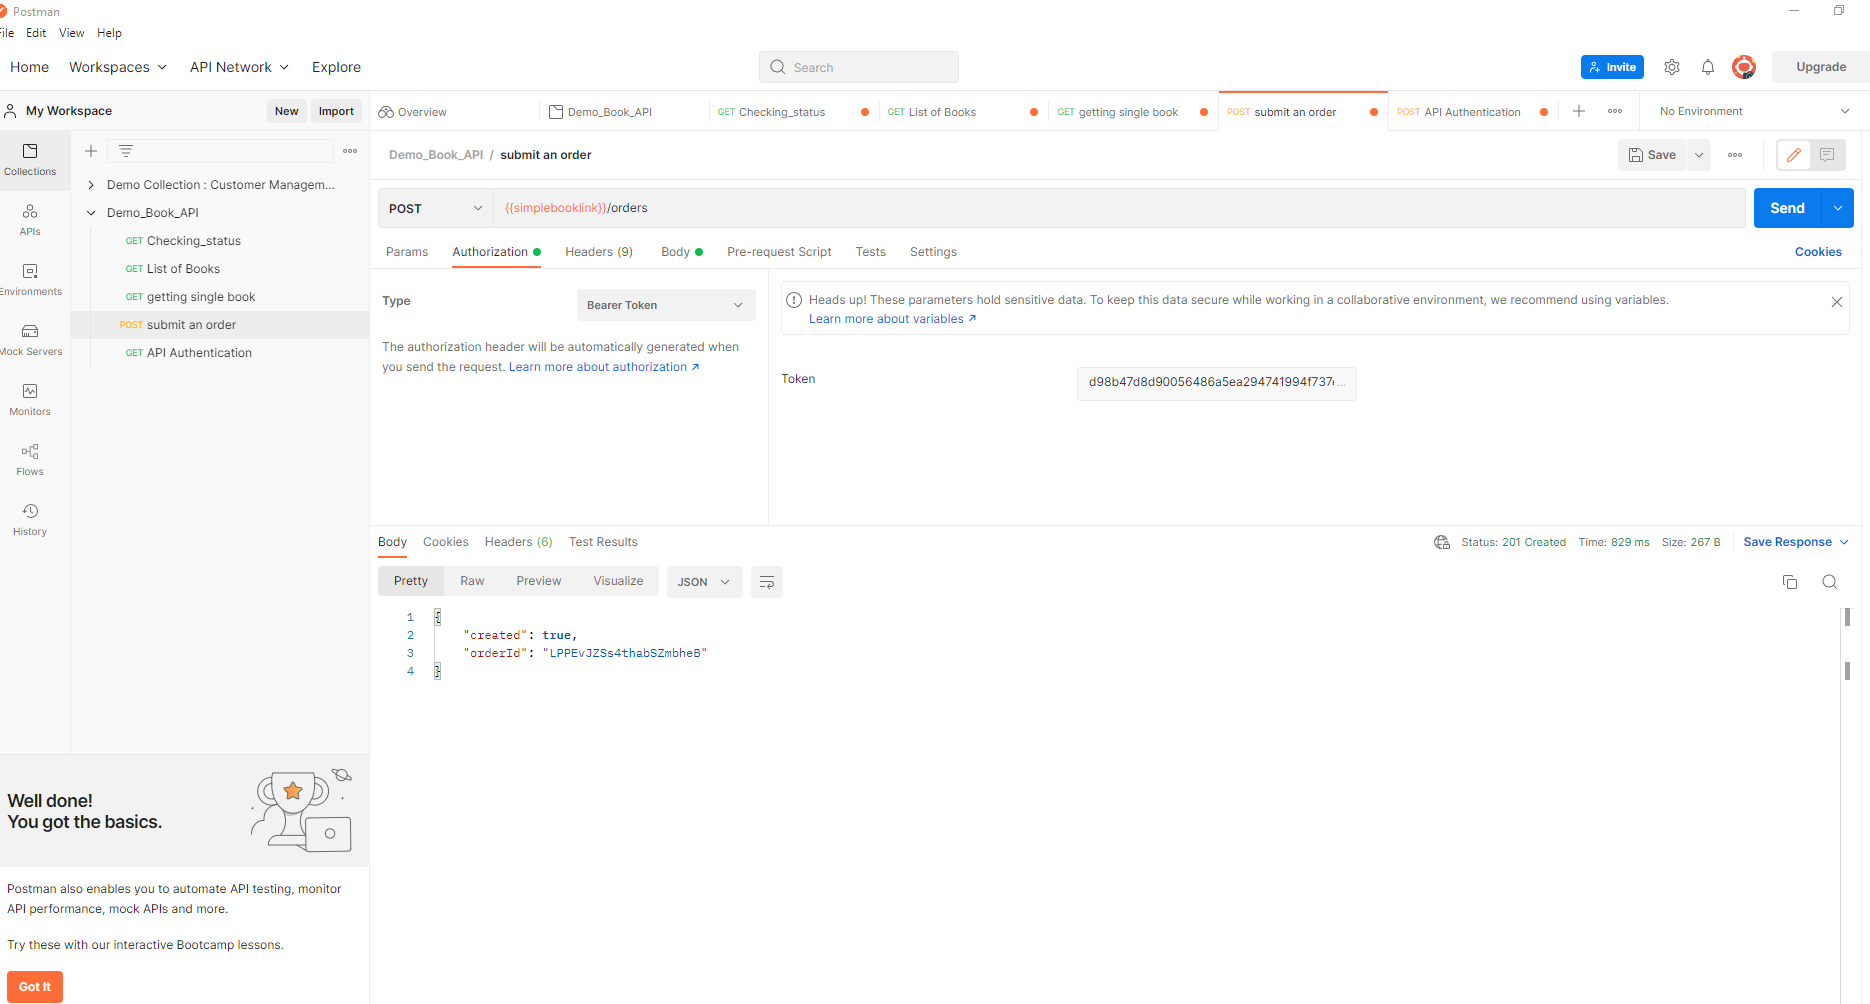 Postman
File Edit View Help
Home Workspaces API Network Explore
Search
Invite
Upgrade
My Workspace
New Import
Overview
Demo_Book_API
GET Checking_status
GET List of Books
GET getting single book
POST submit an order
POST API Authentication
No Environment
Collections
APIs
Environments
Mock Servers
Monitors
Flows
History
Demo Collection : Customer Managem...
Demo_Book_API
GET Checking_status
GET List of Books
GET getting single book
POST submit an order
GET API Authentication
Demo_Book_API / submit an order
Save
POST {{simplebooklink}}/orders
Send
Params Authorization Headers (9) Body Pre-request Script Tests Settings
Cookies
Type Bearer Token
The authorization header will be automatically generated when
you send the request. Learn more about authorization ↗
Heads up! These parameters hold sensitive data. To keep this data secure while working in a collaborative environment, we recommend using variables.
Learn more about variables ↗
Token d98b47d8d90056486a5ea294741994f737...
Body Cookies Headers (6) Test Results
Status: 201 Created Time: 829 ms Size: 267 B Save Response
Pretty Raw Preview Visualize JSON
1 {
2 "created": true,
3 "orderId": "LPPEvJZSs4thabSZmbheB"
4 }
Well done!
You got the basics.
Postman also enables you to automate API testing, monitor
API performance, mock APIs and more.
Try these with our interactive Bootcamp lessons.
Got It